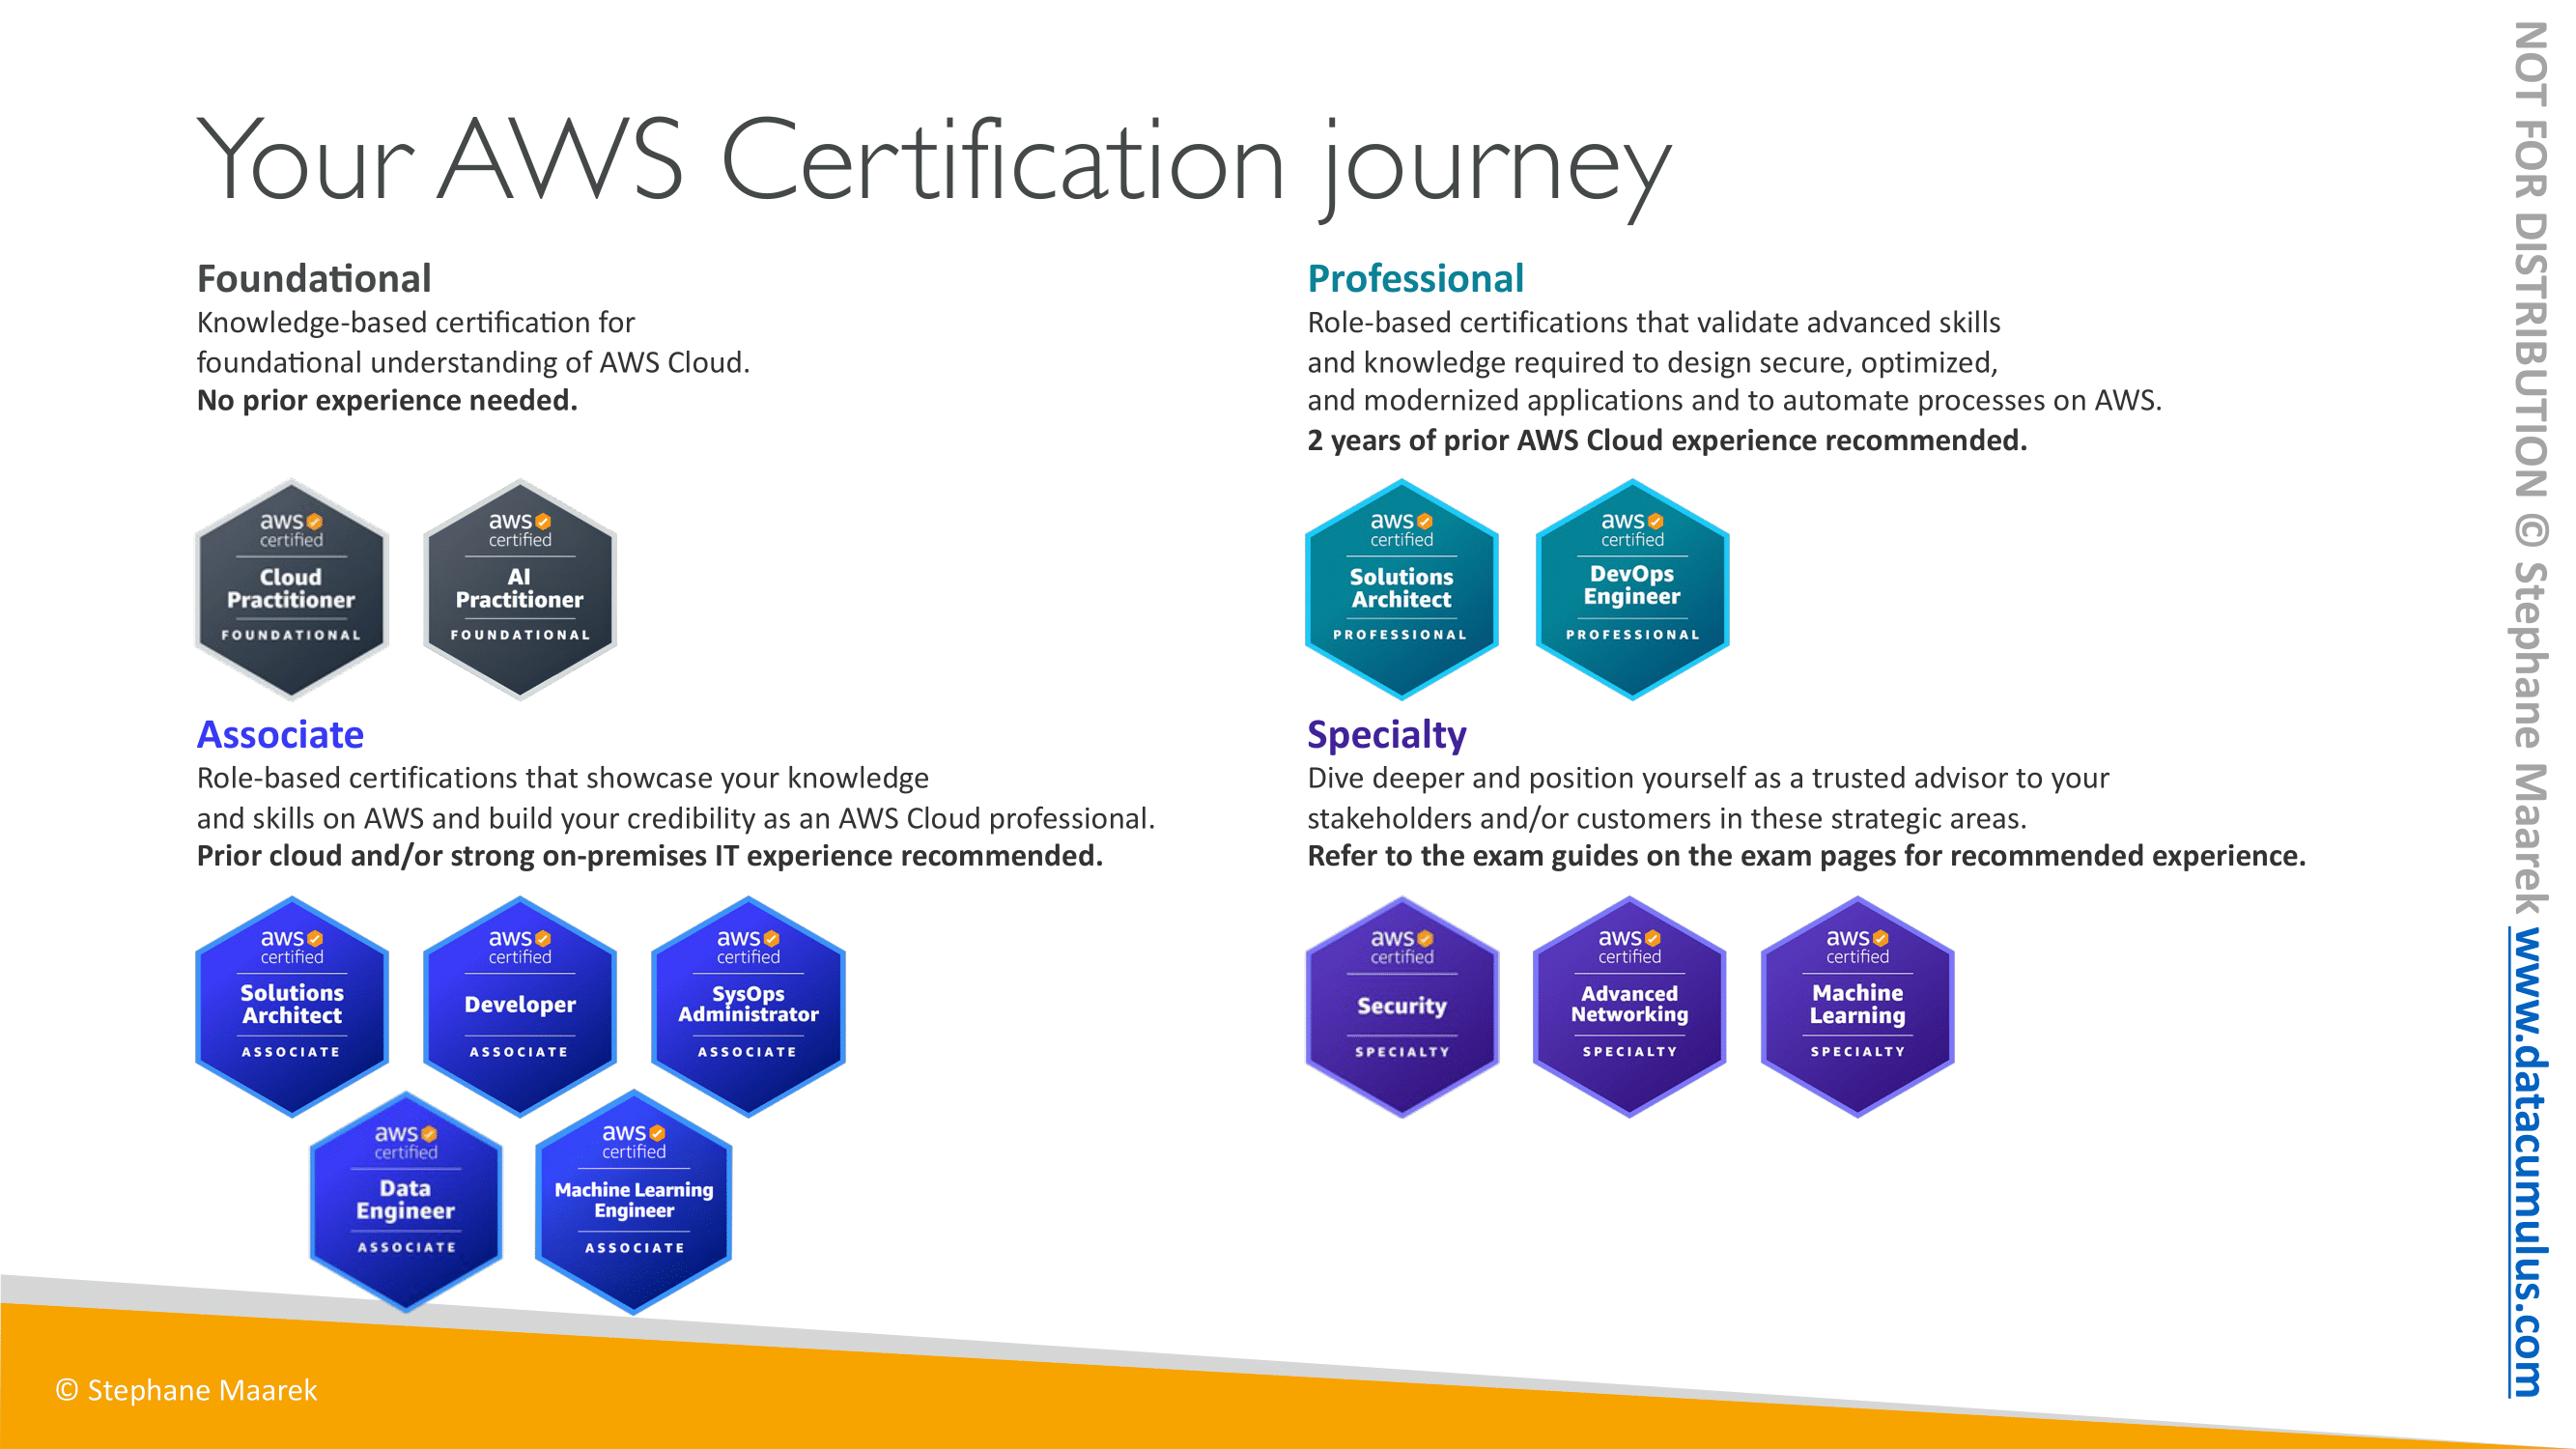 Your AWS Certification journey
Foundational
Knowledge-based certification for
foundational understanding of AWS Cloud.
No prior experience needed.
aws
certified
Cloud
Practitioner
FOUNDATIONAL
aws
certified
AI
Practitioner
FOUNDATIONAL
Professional
Role-based certifications that validate advanced skills
and knowledge required to design secure, optimized,
and modernized applications and to automate processes on AWS.
2 years of prior AWS Cloud experience recommended.
aws
certified
Solutions
Architect
PROFESSIONAL
aws
certified
DevOps
Engineer
PROFESSIONAL
Associate
Role-based certifications that showcase your knowledge
and skills on AWS and build your credibility as an AWS Cloud professional.
Prior cloud and/or strong on-premises IT experience recommended.
aws
certified
Solutions
Architect
ASSOCIATE
aws
certified
Developer
ASSOCIATE
aws
certified
SysOps
Administrator
ASSOCIATE
aws
certified
Data
Engineer
ASSOCIATE
aws
certified
Machine Learning
Engineer
ASSOCIATE
Specialty
Dive deeper and position yourself as a trusted advisor to your
stakeholders and/or customers in these strategic areas.
Refer to the exam guides on the exam pages for recommended experience.
aws
certified
Security
SPECIALTY
aws
certified
Advanced
Networking
SPECIALTY
aws
certified
Machine
Learning
SPECIALTY
© Stephane Maarek
NOT FOR DISTRIBUTION © Stephane Maarek www.datacumulus.com